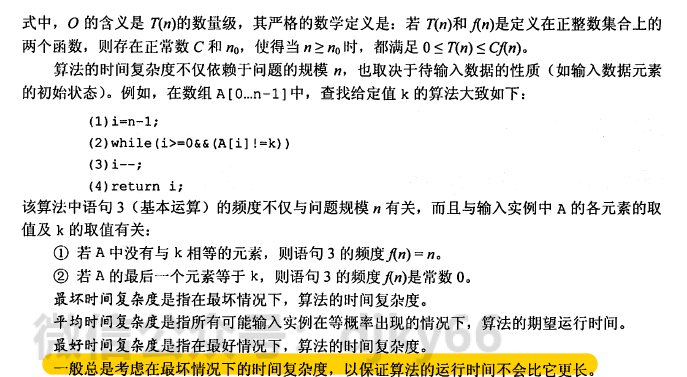 式中，O 的含义是 T(n)的数量级，其严格的数学定义是：若 T(n)和 f(n)是定义在正整数集合上的
两个函数，则存在正常数 C 和 n₀，使得当 n ≥ n₀ 时，都满足 0 ≤ T(n) ≤ Cf(n)。
算法的时间复杂度不仅依赖于问题的规模 n，也取决于待输入数据的性质（如输入数据元素
的初始状态）。例如，在数组 A[0…n-1]中，查找给定值 k 的算法大致如下：
(1)i=n-1;
(2)while(i>=0&&(A[i]!=k))
(3)i--;
(4)return i;
该算法中语句 3（基本运算）的频度不仅与问题规模 n 有关，而且与输入实例中 A 的各元素的取
值及 k 的取值有关：
① 若 A 中没有与 k 相等的元素，则语句 3 的频度 f(n) = n。
② 若 A 的最后一个元素等于 k，则语句 3 的频度 f(n)是常数 0。
最坏时间复杂度是指在最坏情况下，算法的时间复杂度。
平均时间复杂度是指所有可能输入实例在等概率出现的情况下，算法的期望运行时间。
最好时间复杂度是指在最好情况下，算法的时间复杂度。
一般总是考虑在最坏情况下的时间复杂度，以保证算法的运行时间不会比它更长。